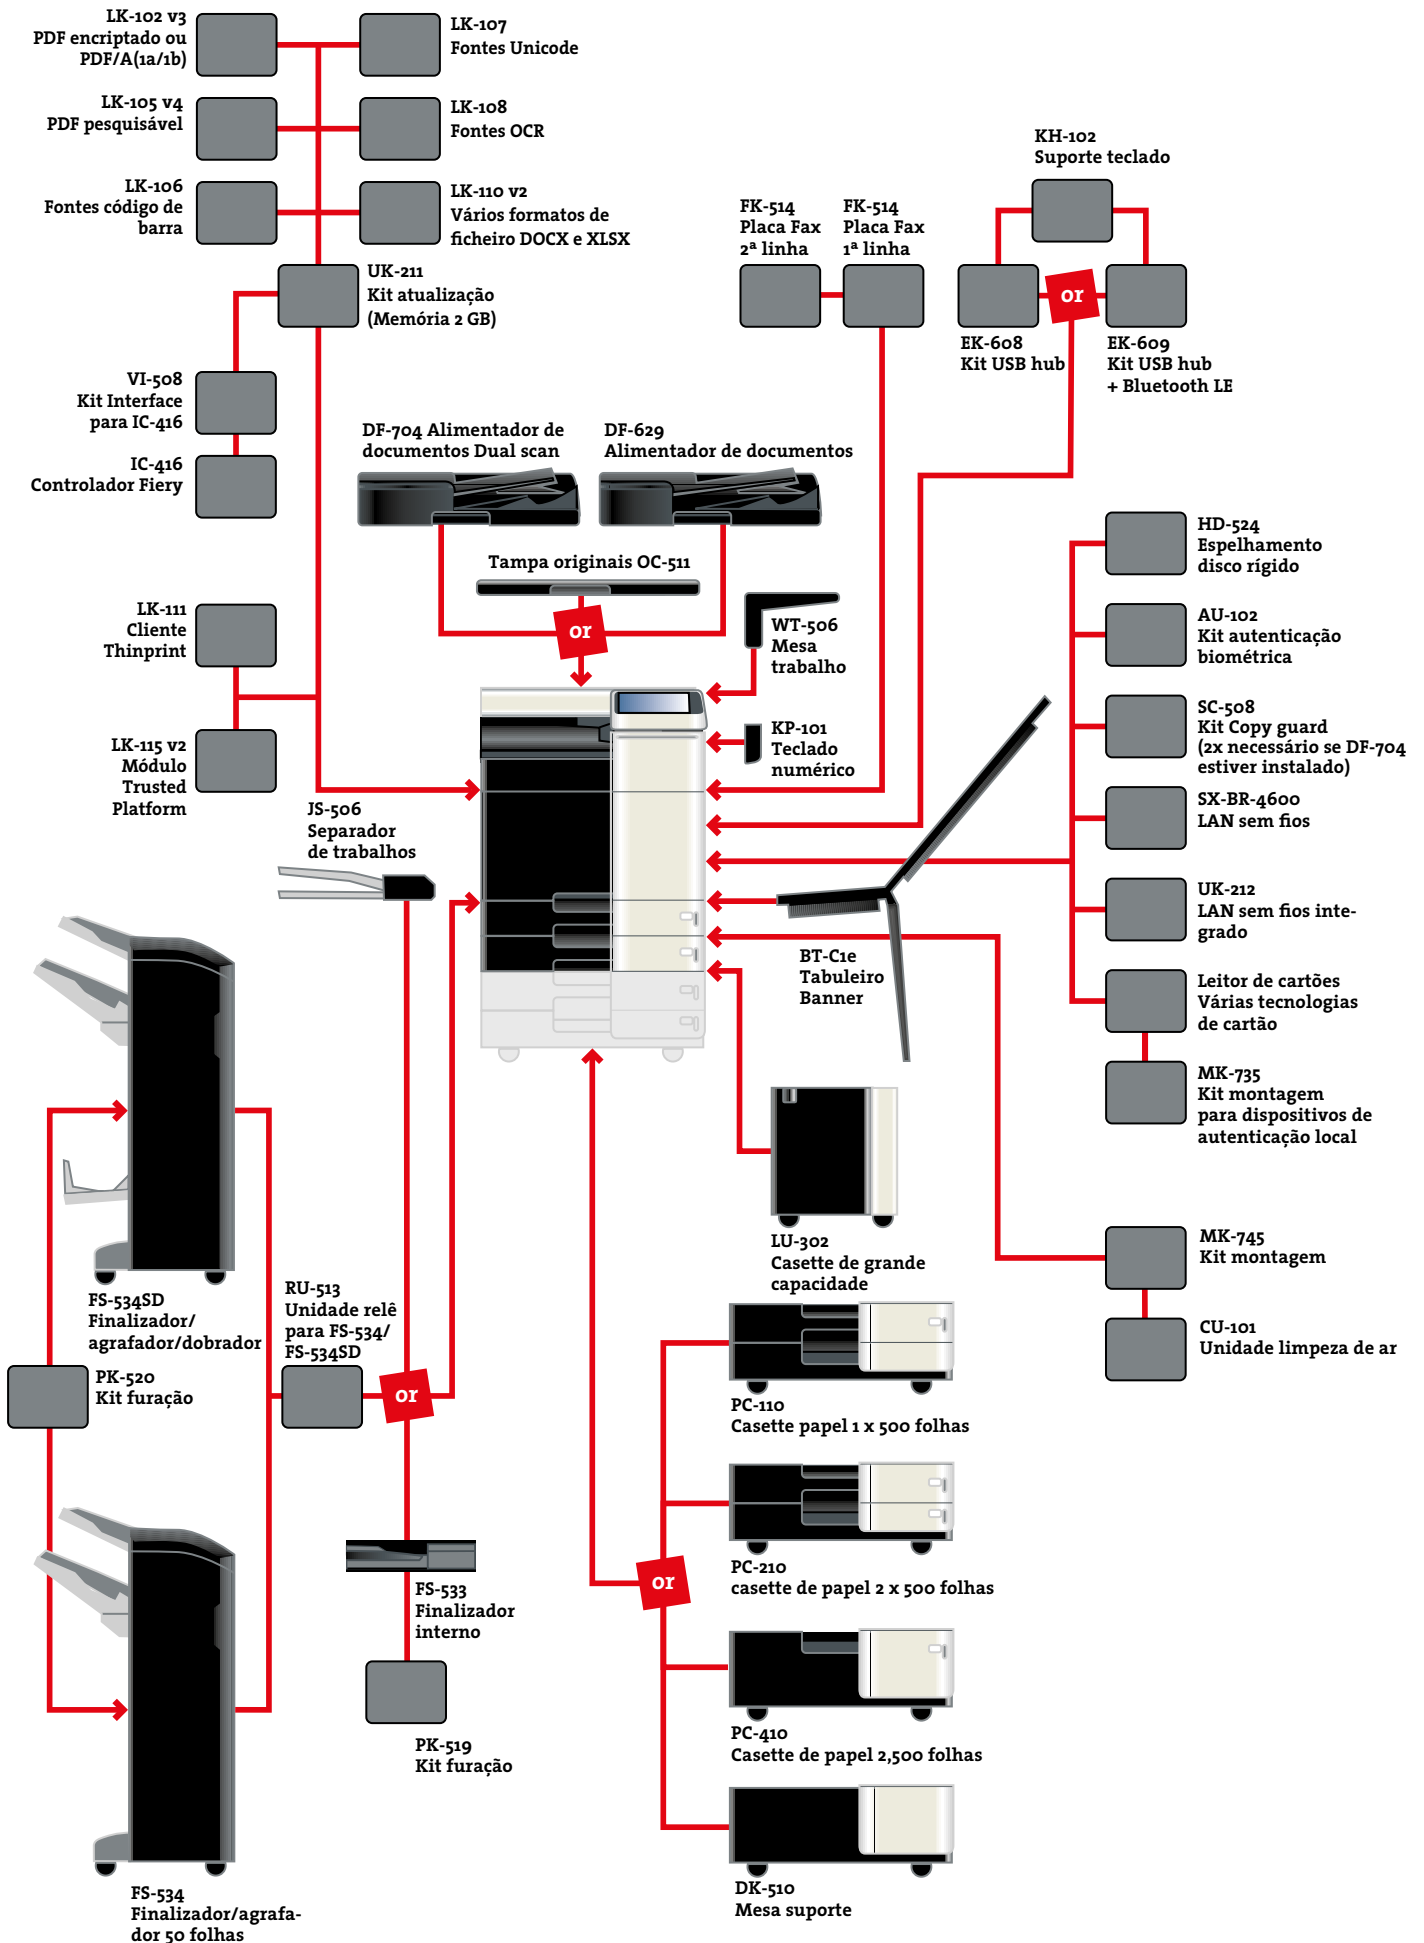 LK-102 v3
PDF encriptado ou
PDF/A(1a/1b)
LK-107
Fontes Unicode
LK-105 v4
PDF pesquisável
LK-108
Fontes OCR
LK-106
Fontes código de
barra
LK-110 v2
Vários formatos de
ficheiro DOCX e XLSX
UK-211
Kit atualização
(Memória 2 GB)
VI-508
Kit Interface
para IC-416
IC-416
Controlador Fiery
LK-111
Cliente
Thinprint
LK-115 v2
Módulo
Trusted
Platform
FK-514
Placa Fax
2ª linha
FK-514
Placa Fax
1ª linha
KH-102
Suporte teclado
or
EK-608
Kit USB hub
EK-609
Kit USB hub
+ Bluetooth LE
DF-704 Alimentador de
documentos Dual scan
DF-629
Alimentador de documentos
Tampa originais OC-511
or
WT-506
Mesa
trabalho
KP-101
Teclado
numérico
HD-524
Espelhamento
disco rígido
AU-102
Kit autenticação
biométrica
SC-508
Kit Copy guard
(2x necessário se DF-704
estiver instalado)
SX-BR-4600
LAN sem fios
UK-212
LAN sem fios inte-
grado
Leitor de cartões
Várias tecnologias
de cartão
MK-735
Kit montagem
para dispositivos de
autenticação local
JS-506
Separador
de trabalhos
BT-C1e
Tabuleiro
Banner
LU-302
Casette de grande
capacidade
MK-745
Kit montagem
CU-101
Unidade limpeza de ar
FS-534SD
Finalizador/
agrafador/dobrador
RU-513
Unidade relê
para FS-534/
FS-534SD
PK-520
Kit furação
or
FS-533
Finalizador
interno
PK-519
Kit furação
FS-534
Finalizador/agrafa-
dor 50 folhas
PC-110
Casette papel 1 x 500 folhas
PC-210
casette de papel 2 x 500 folhas
or
PC-410
Casette de papel 2,500 folhas
DK-510
Mesa suporte